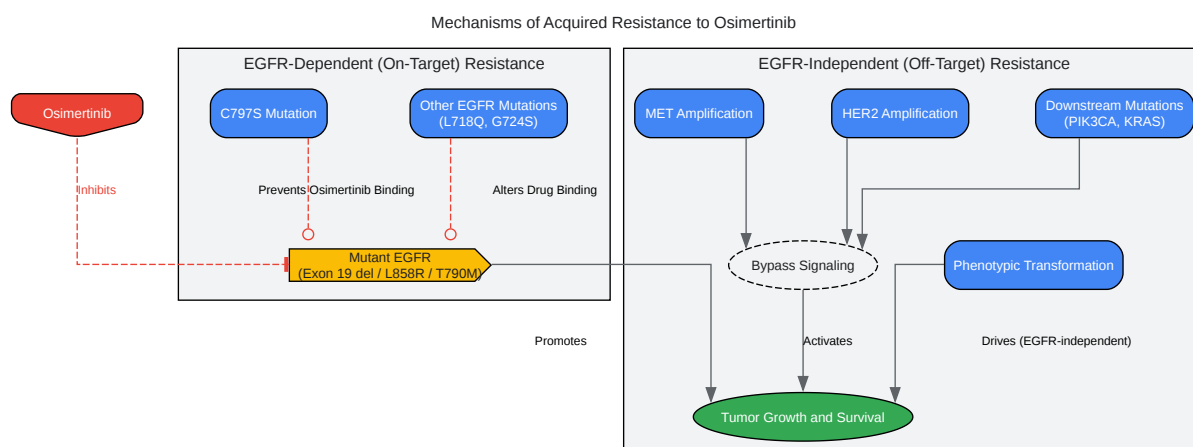 Mechanisms of Acquired Resistance to Osimertinib
EGFR-Dependent (On-Target) Resistance
EGFR-Independent (Off-Target) Resistance
Osimertinib
C797S Mutation
Other EGFR Mutations
(L718Q, G724S)
MET Amplification
HER2 Amplification
Downstream Mutations
(PIK3CA, KRAS)
Inhibits
Prevents Osimertinib Binding
Alters Drug Binding
Mutant EGFR
(Exon 19 del / L858R / T790M)
Bypass Signaling
Phenotypic Transformation
Promotes
Activates
Drives (EGFR-independent)
Tumor Growth and Survival